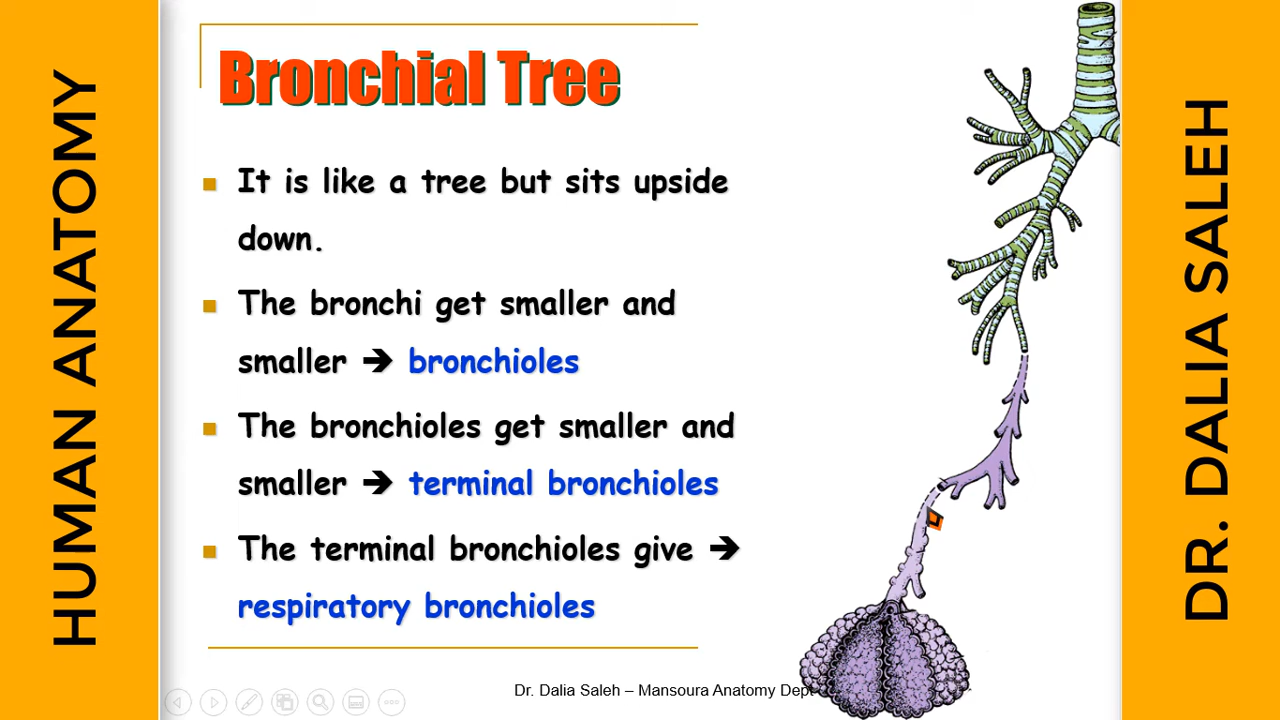 HUMAN ANATOMY
Bronchial Tree
It is like a tree but sits upside
down.
The bronchi get smaller and
smaller → bronchioles
The bronchioles get smaller and
smaller → terminal bronchioles
The terminal bronchioles give →
respiratory bronchioles
Dr. Dalia Saleh – Mansoura Anatomy Dept
DR. DALIA SALEH